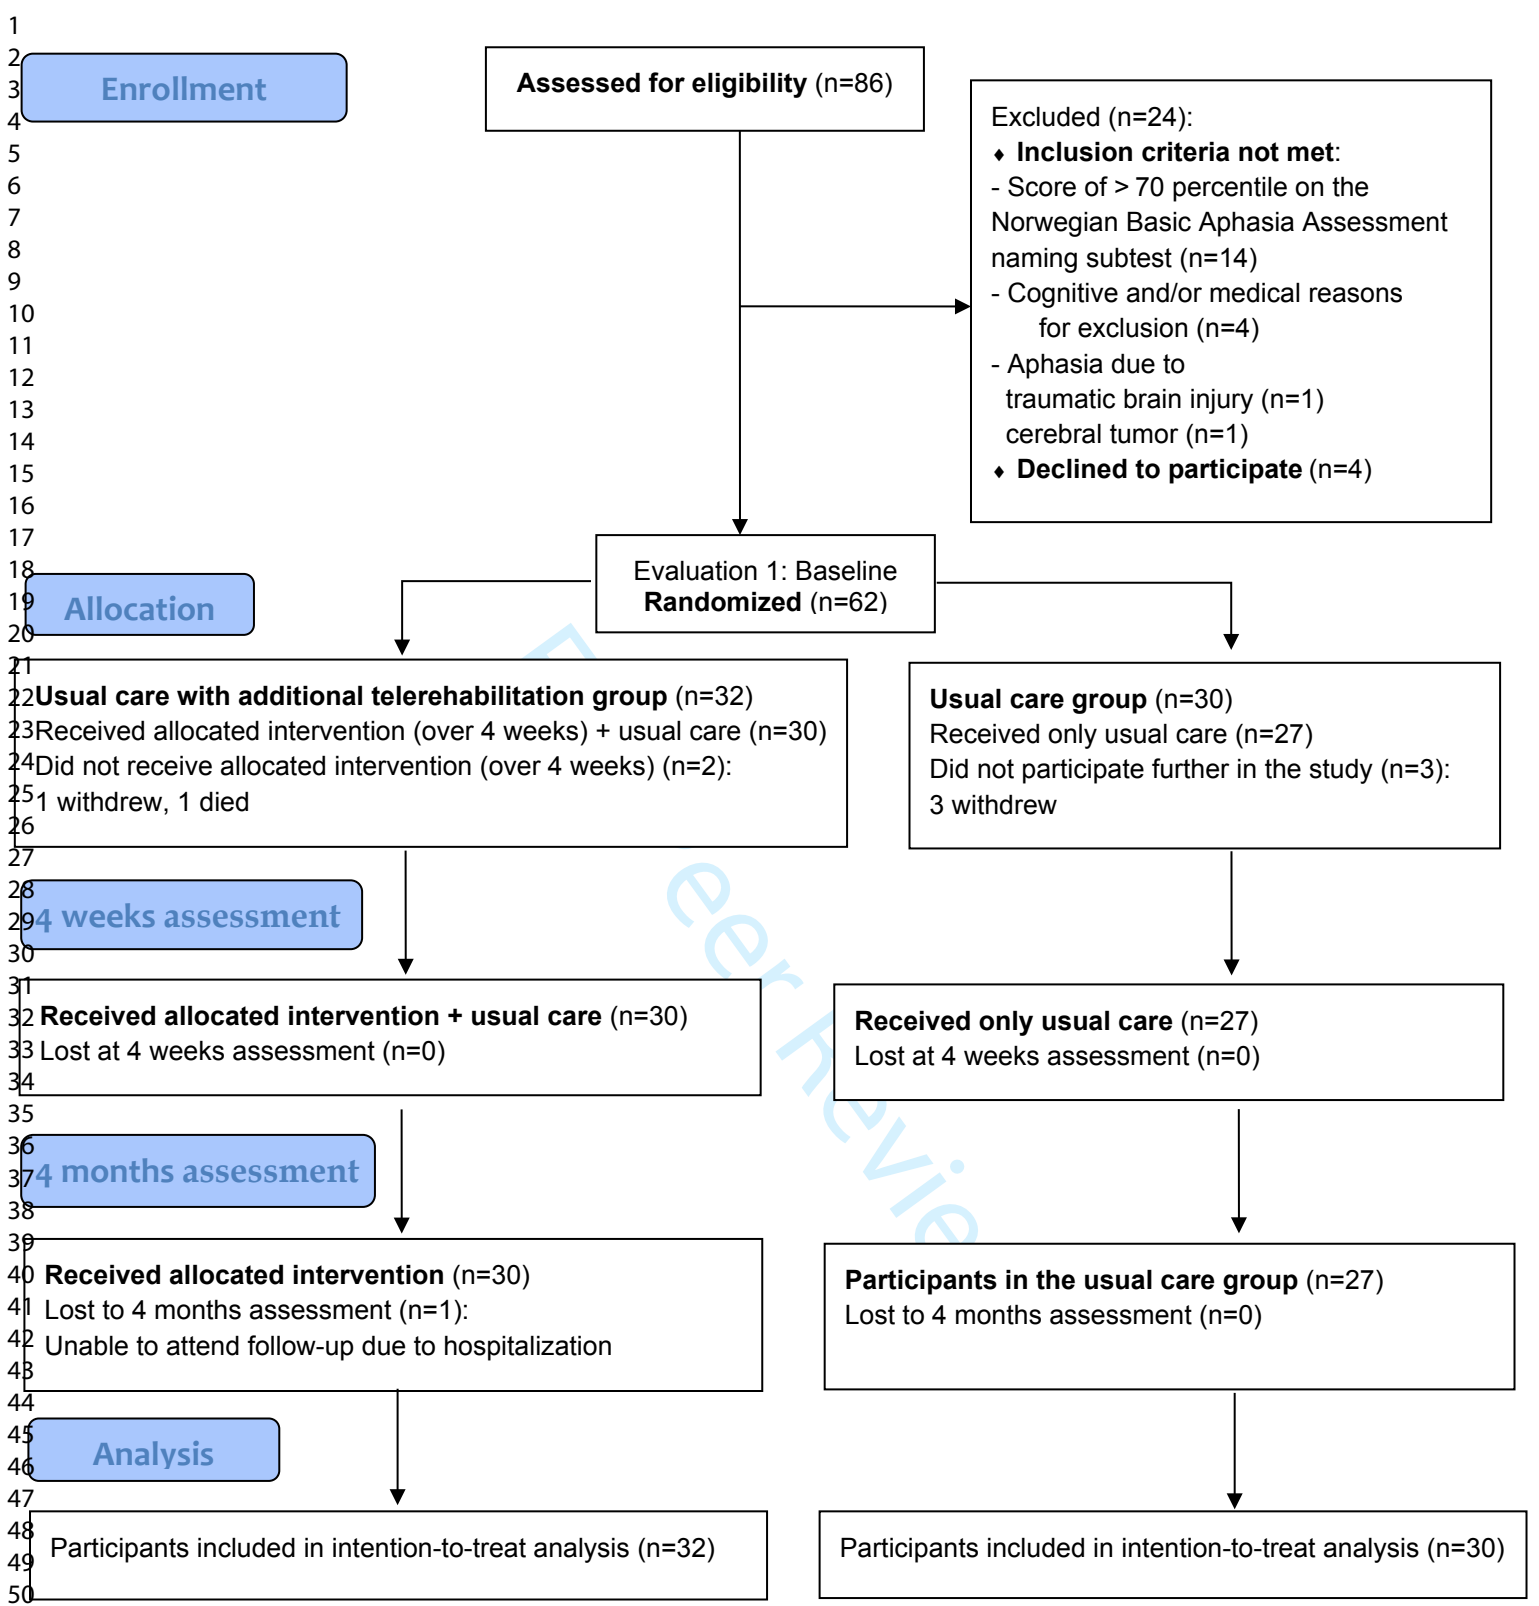 1
2
3
4
5
6
7
8
9
10
11
12
13
14
15
16
17
18
19
20
21
22
23
24
25
26
27
28
29
30
31
32
33
34
35
36
37
38
39
40
41
42
43
44
45
46
47
48
49
50
Enrollment
Assessed for eligibility (n=86)
Excluded (n=24):
♦ Inclusion criteria not met:
- Score of > 70 percentile on the
Norwegian Basic Aphasia Assessment
naming subtest (n=14)
- Cognitive and/or medical reasons
for exclusion (n=4)
- Aphasia due to
traumatic brain injury (n=1)
cerebral tumor (n=1)
♦ Declined to participate (n=4)
Evaluation 1: Baseline
Randomized (n=62)
Allocation
Usual care with additional telerehabilitation group (n=32)
Received allocated intervention (over 4 weeks) + usual care (n=30)
Did not receive allocated intervention (over 4 weeks) (n=2):
1 withdrew, 1 died
Usual care group (n=30)
Received only usual care (n=27)
Did not participate further in the study (n=3):
3 withdrew
4 weeks assessment
Received allocated intervention + usual care (n=30)
Lost at 4 weeks assessment (n=0)
Received only usual care (n=27)
Lost at 4 weeks assessment (n=0)
4 months assessment
Received allocated intervention (n=30)
Lost to 4 months assessment (n=1):
Unable to attend follow-up due to hospitalization
Participants in the usual care group (n=27)
Lost to 4 months assessment (n=0)
Analysis
Participants included in intention-to-treat analysis (n=32)
Participants included in intention-to-treat analysis (n=30)